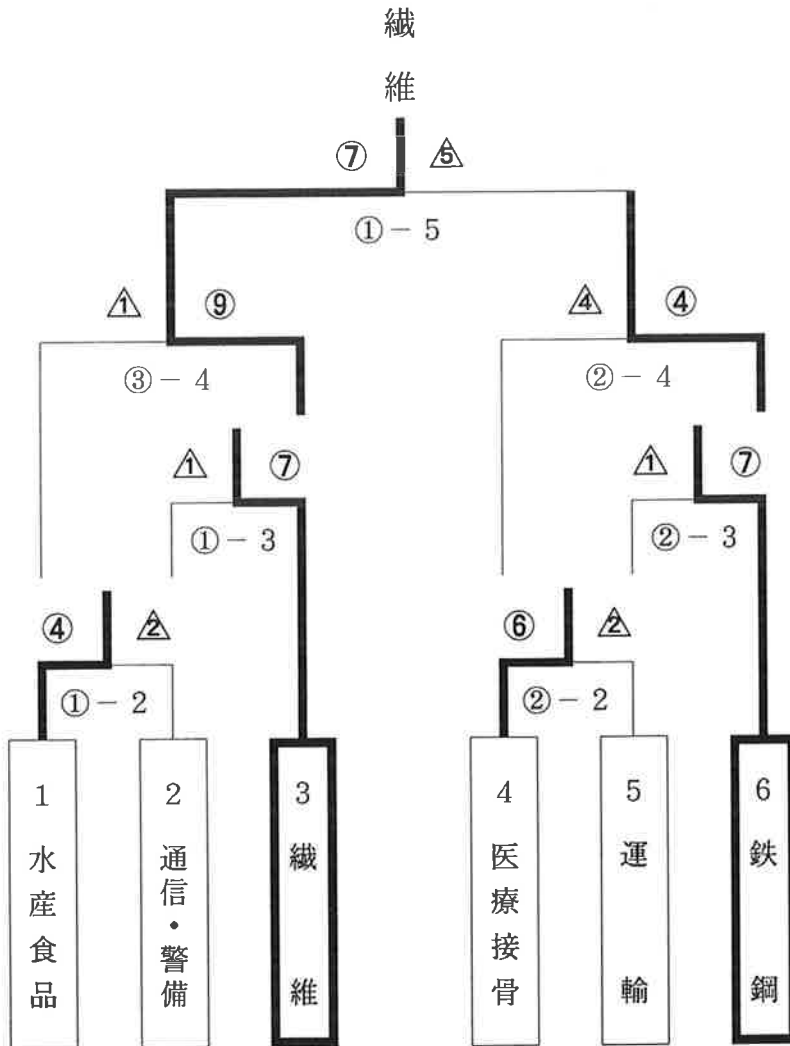 繊維
⑦ 5
①－5
1 ⑨ 4 ④
③－4 ②－4
1 ⑦ 1 ⑦
①－3 ②－3
④ 2 ⑥ 2
①－2 ②－2
1 水産食品
2 通信・警備
3 繊維
4 医療接骨
5 運輸
6 鉄鋼